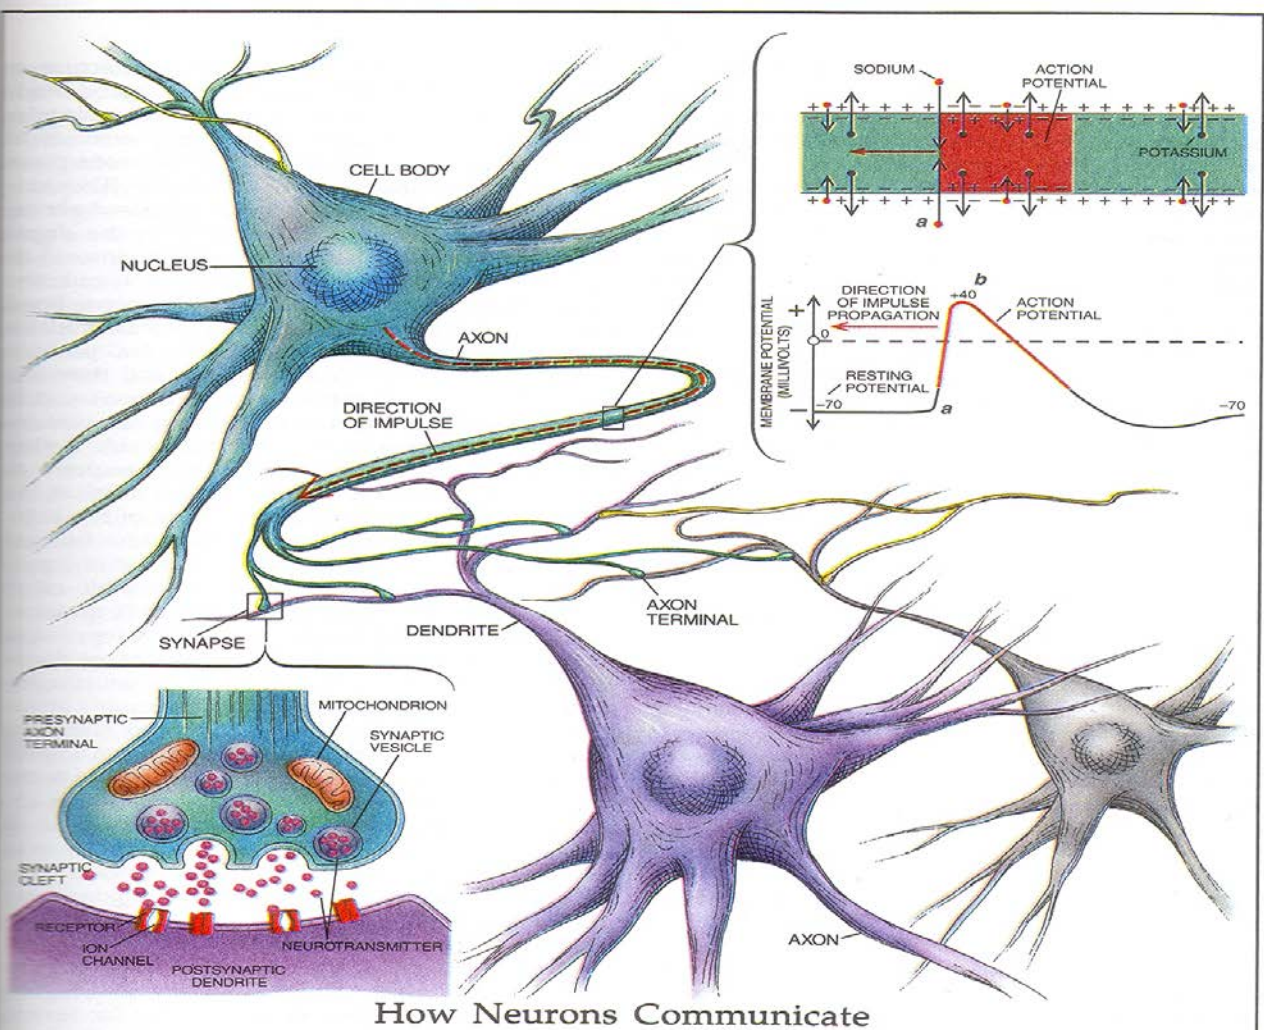 SODIUM
ACTION
POTENTIAL
POTASSIUM
a
CELL BODY
NUCLEUS
AXON
DIRECTION
OF IMPULSE
MEMBRANE POTENTIAL
(MILLIVOLTS)
+
0
−
DIRECTION
OF IMPULSE
PROPAGATION
b
+40
ACTION
POTENTIAL
RESTING
POTENTIAL
−70
a
−70
AXON
TERMINAL
DENDRITE
SYNAPSE
PRESYNAPTIC
AXON
TERMINAL
MITOCHONDRION
SYNAPTIC
VESICLE
SYNAPTIC
CLEFT
RECEPTOR
ION
CHANNEL
NEUROTRANSMITTER
POSTSYNAPTIC
DENDRITE
AXON
How Neurons Communicate